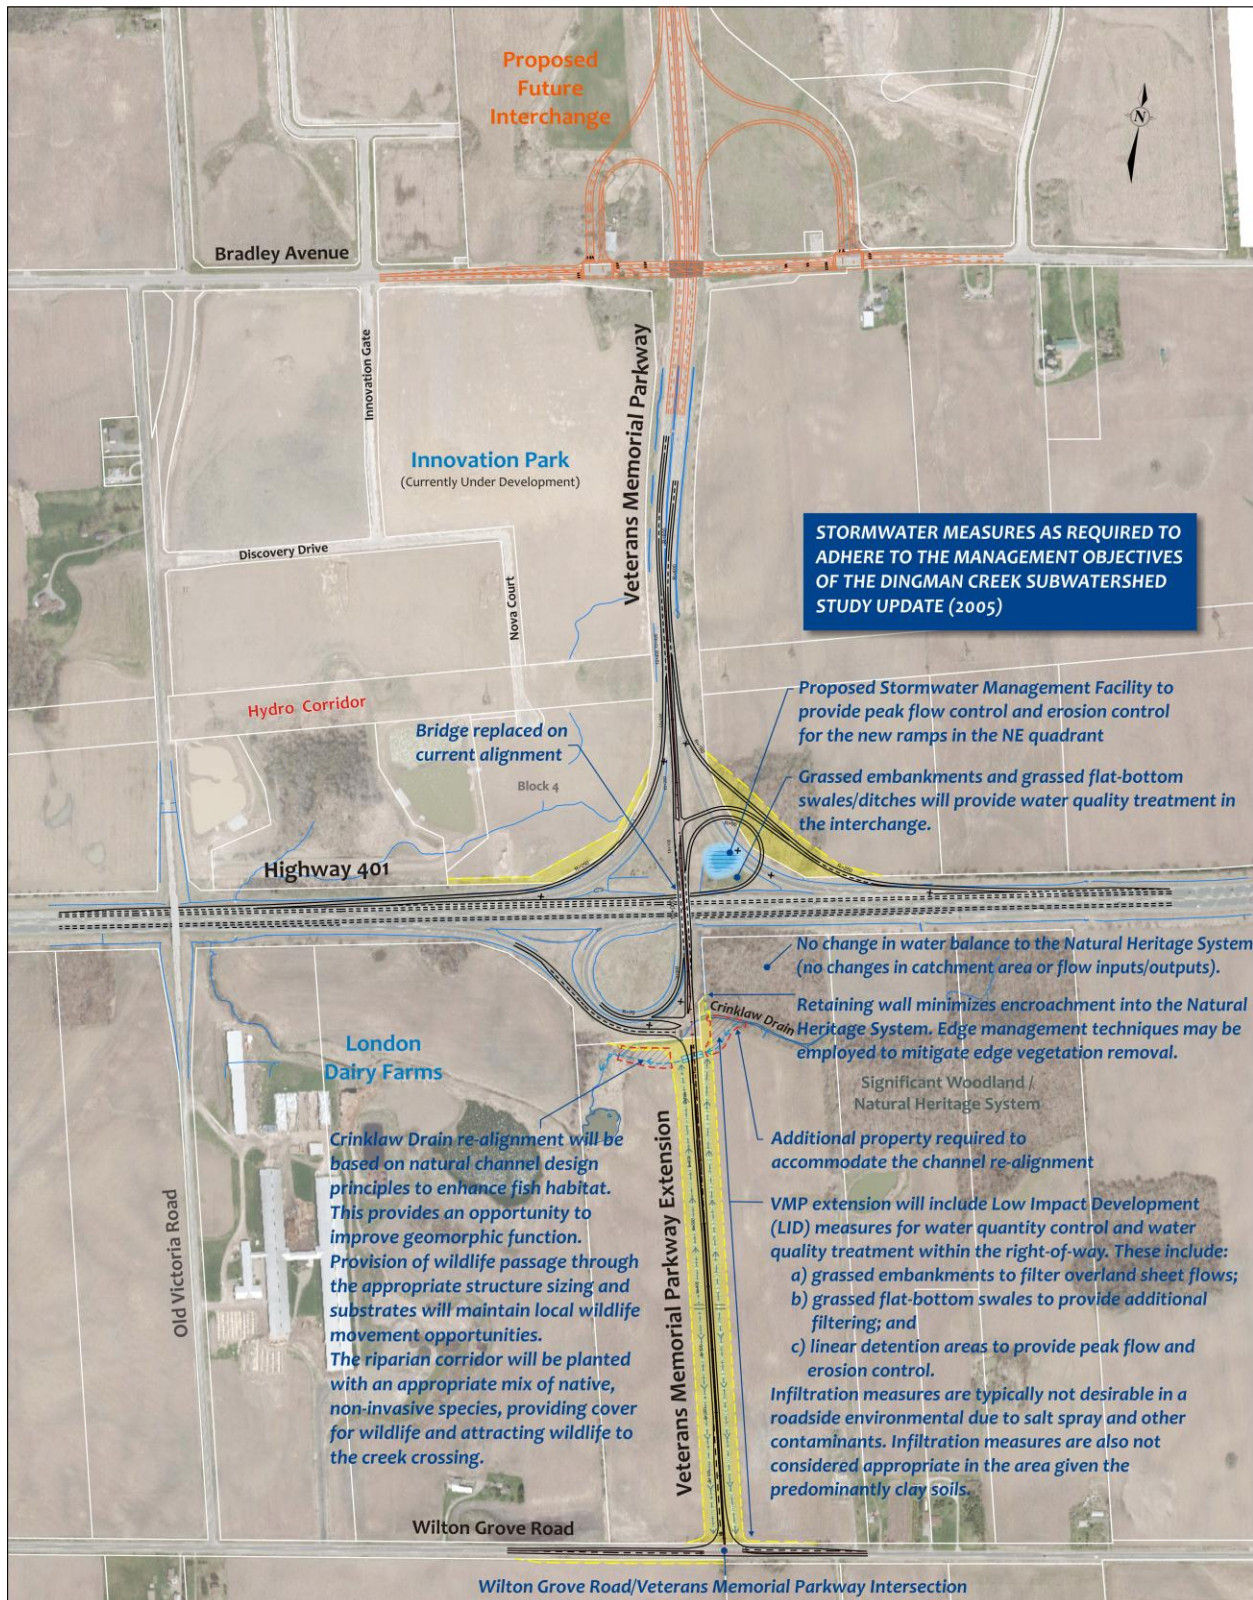 Proposed
Future
Interchange
N
Bradley Avenue
Innovation Gate
Veterans Memorial Parkway
Innovation Park
(Currently Under Development)
Discovery Drive
Nova Court
STORMWATER MEASURES AS REQUIRED TO
ADHERE TO THE MANAGEMENT OBJECTIVES
OF THE DINGMAN CREEK SUBWATERSHED
STUDY UPDATE (2005)
Hydro Corridor
Bridge replaced on
current alignment
Block 4
Proposed Stormwater Management Facility to
provide peak flow control and erosion control
for the new ramps in the NE quadrant
Grassed embankments and grassed flat-bottom
swales/ditches will provide water quality treatment in
the interchange.
Highway 401
No change in water balance to the Natural Heritage System
(no changes in catchment area or flow inputs/outputs).
Crinklaw Drain
Retaining wall minimizes encroachment into the Natural
Heritage System. Edge management techniques may be
employed to mitigate edge vegetation removal.
London
Dairy Farms
Significant Woodland /
Natural Heritage System
Crinklaw Drain re-alignment will be
based on natural channel design
principles to enhance fish habitat.
This provides an opportunity to
improve geomorphic function.
Provision of wildlife passage through
the appropriate structure sizing and
substrates will maintain local wildlife
movement opportunities.
The riparian corridor will be planted
with an appropriate mix of native,
non-invasive species, providing cover
for wildlife and attracting wildlife to
the creek crossing.
Old Victoria Road
Veterans Memorial Parkway Extension
Additional property required to
accommodate the channel re-alignment
VMP extension will include Low Impact Development
(LID) measures for water quantity control and water
quality treatment within the right-of-way. These include:
a) grassed embankments to filter overland sheet flows;
b) grassed flat-bottom swales to provide additional
filtering; and
c) linear detention areas to provide peak flow and
erosion control.
Infiltration measures are typically not desirable in a
roadside environmental due to salt spray and other
contaminants. Infiltration measures are also not
considered appropriate in the area given the
predominantly clay soils.
Wilton Grove Road
Wilton Grove Road/Veterans Memorial Parkway Intersection